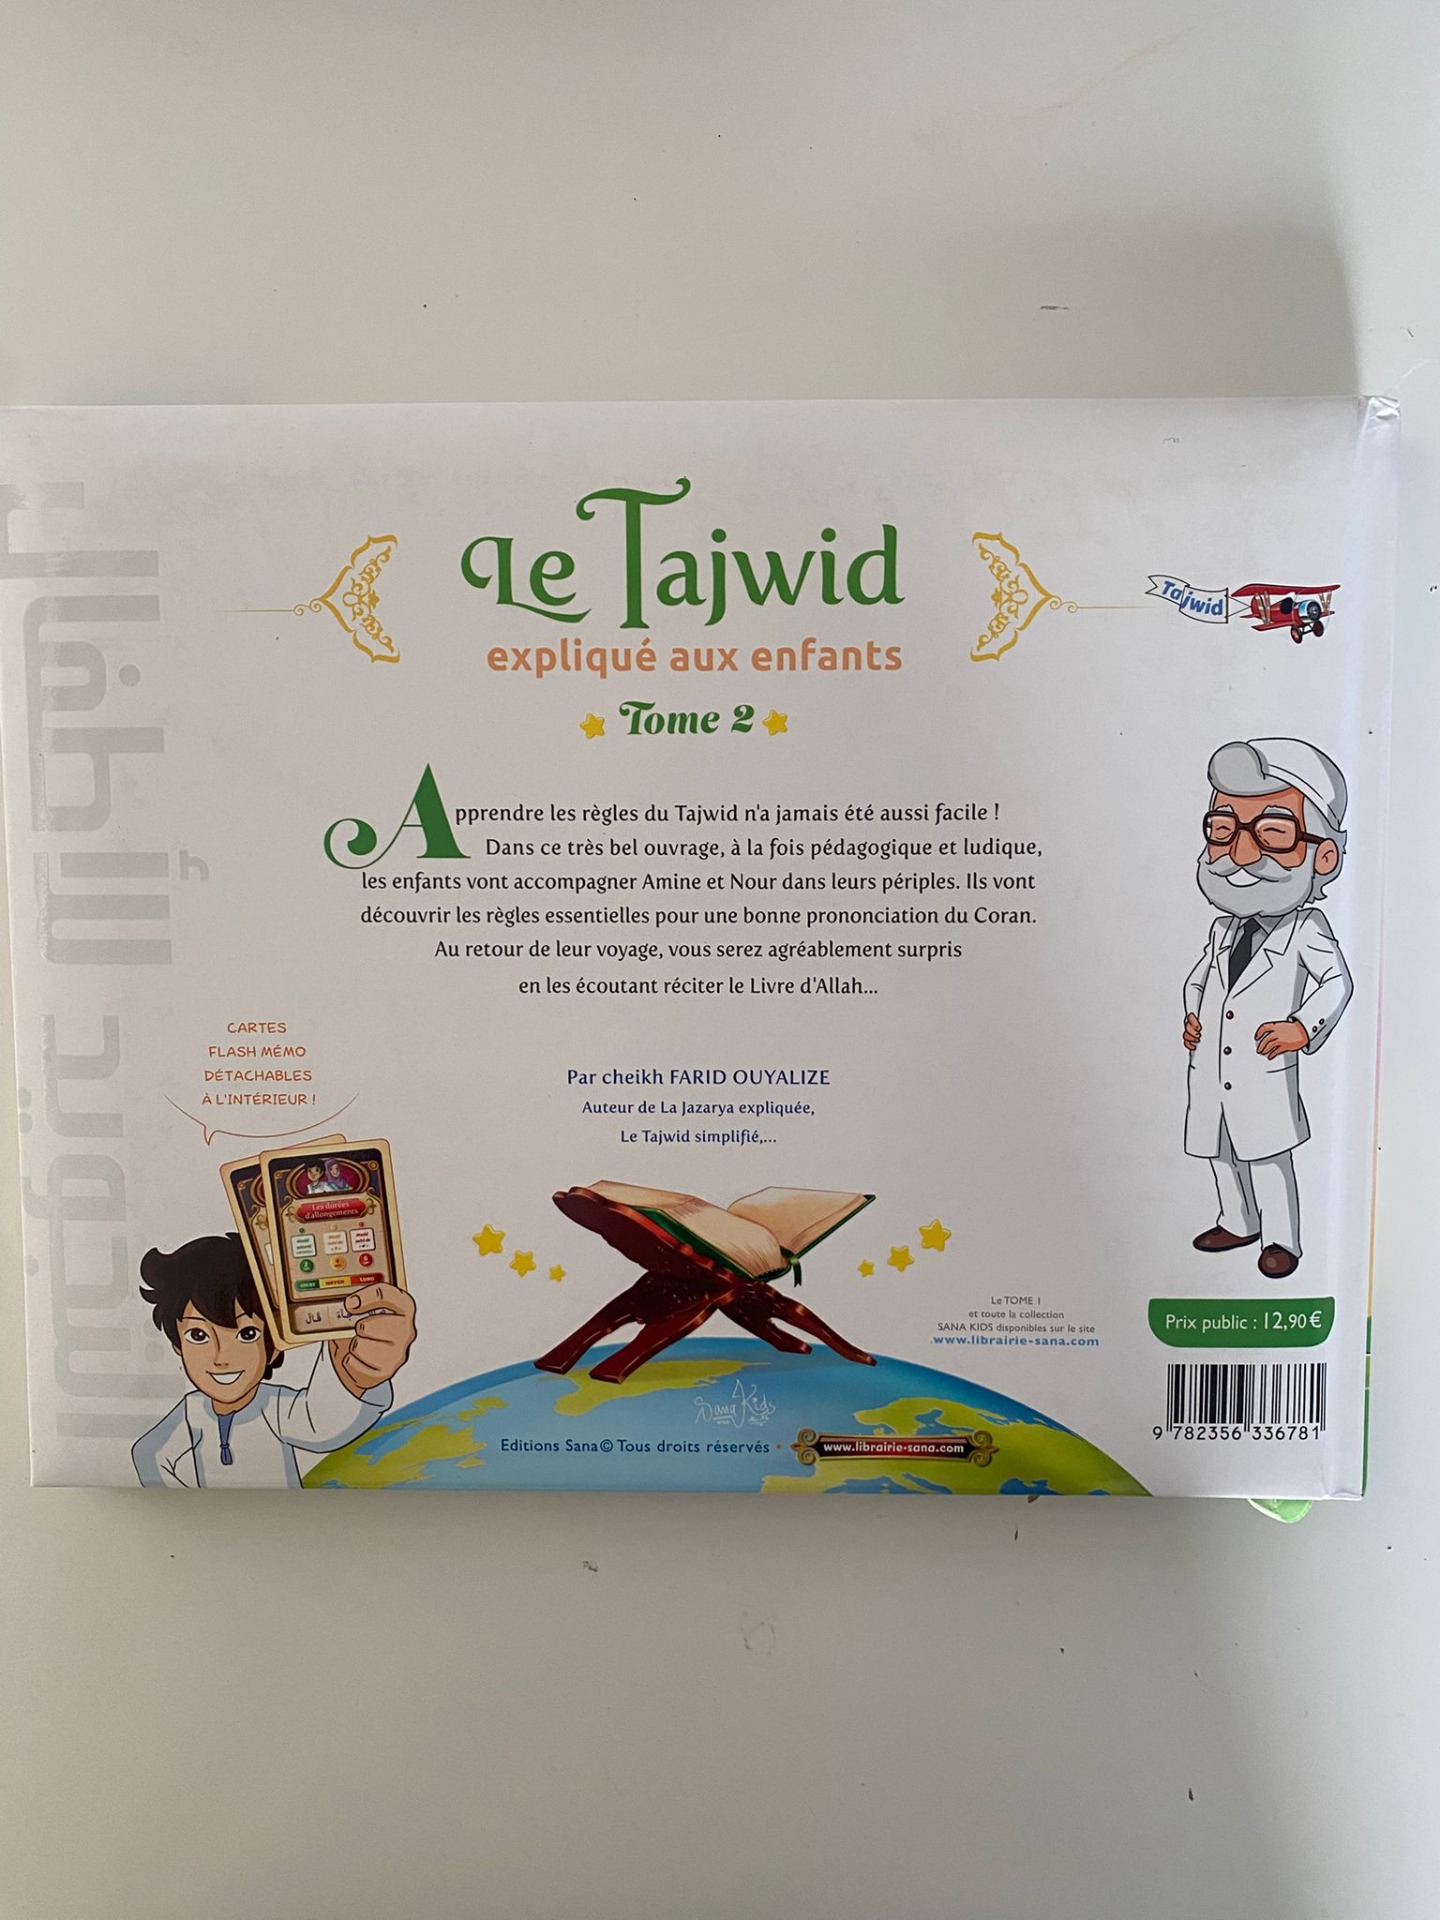 Le Tajwid
expliqué aux enfants
Tome 2
Tajwid
Apprendre les règles du Tajwid n'a jamais été aussi facile !
Dans ce très bel ouvrage, à la fois pédagogique et ludique,
les enfants vont accompagner Amine et Nour dans leurs périples. Ils vont
découvrir les règles essentielles pour une bonne prononciation du Coran.
Au retour de leur voyage, vous serez agréablement surpris
en les écoutant réciter le Livre d'Allah...
CARTES
FLASH MÉMO
DÉTACHABLES
À L'INTÉRIEUR !
Par cheikh FARID OUYALIZE
Auteur de La Jazarya expliquée,
Le Tajwid simplifié,...
Les durées
d'allongements
قَالَ
Le TOME 1
et toute la collection
SANA KIDS disponibles sur le site
www.librairie-sana.com
Prix public : 12,90 €
9 782356 336781
Sana Kids
Editions Sana © Tous droits réservés
www.librairie-sana.com